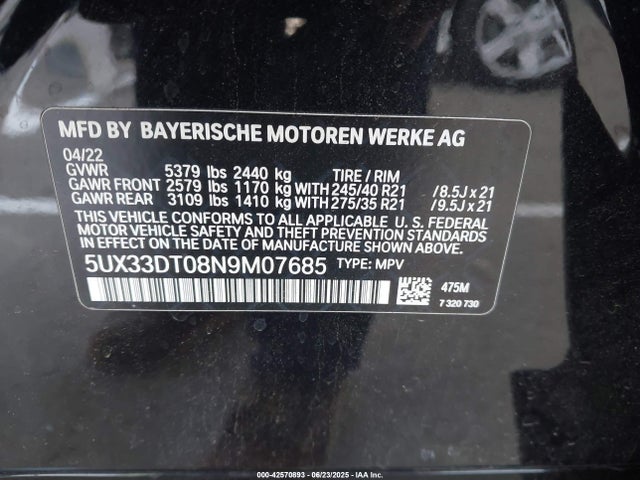 MFD BY BAYERISCHE MOTOREN WERKE AG
04/22
GVWR 5379 lbs 2440 kg TIRE / RIM
GAWR FRONT 2579 lbs 1170 kg WITH 245/40 R21 /8.5J x 21
GAWR REAR 3109 lbs 1410 kg WITH 275/35 R21 /9.5J x 21
THIS VEHICLE CONFORMS TO ALL APPLICABLE U. S. FEDERAL
MOTOR VEHICLE SAFETY AND THEFT PREVENTION STANDARDS
IN EFFECT ON THE DATE OF MANUFACTURE SHOWN ABOVE.
5UX33DT08N9M07685 TYPE: MPV
475M
7 320 730
000-42570893 - 06/23/2025 - IAA Inc.